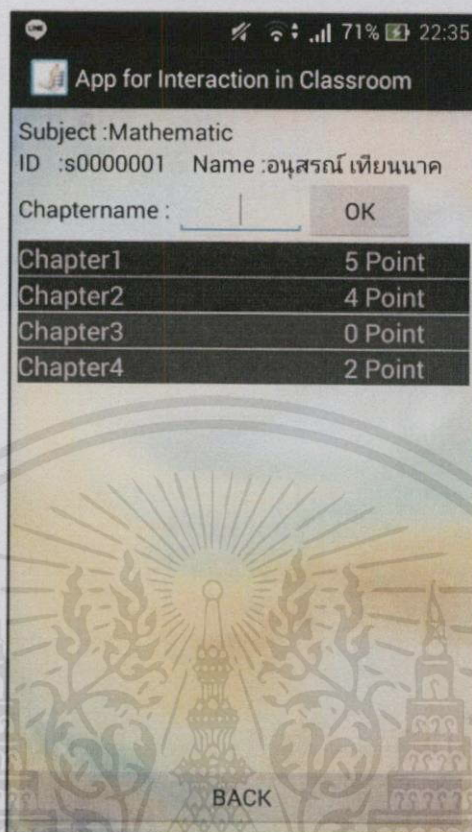 LINE
71% 22:35
App for Interaction in Classroom
Subject :Mathematic
ID :s0000001 Name :อนุสรณ์ เทียนนาค
Chaptername : OK
Chapter1 5 Point
Chapter2 4 Point
Chapter3 0 Point
Chapter4 2 Point
BACK